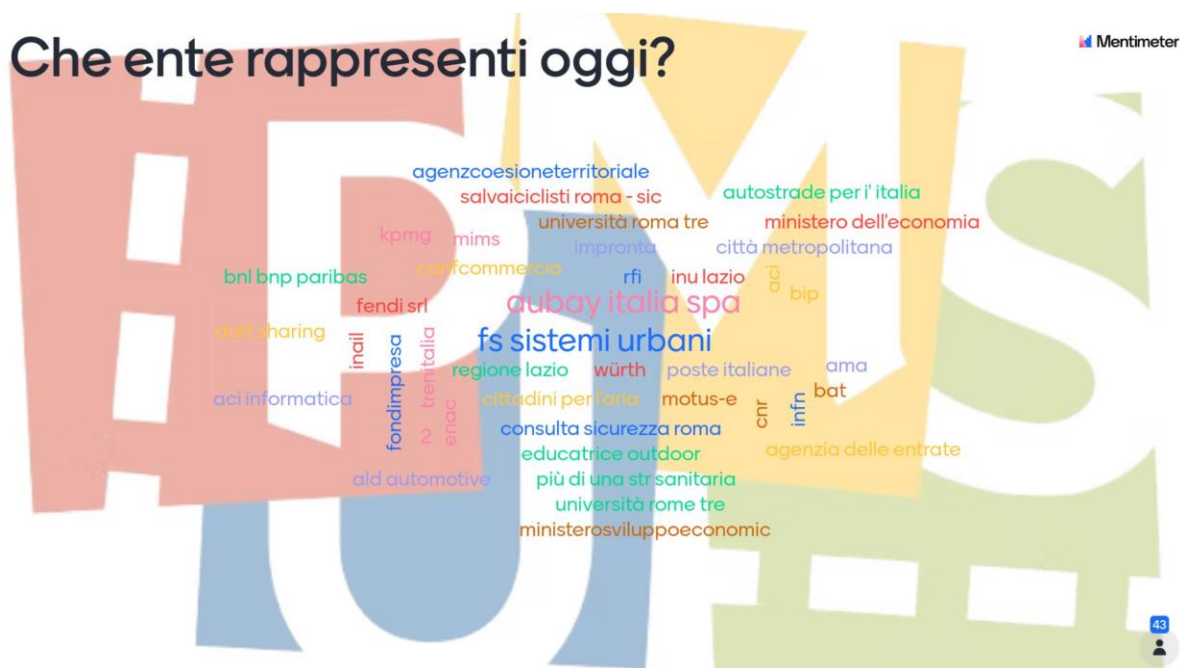 Che ente rappresenti oggi?
Mentimeter
agenzcoesioneterritoriale
salvaiciclisti roma - sic
autostrade per i' italia
università roma tre
ministero dell'economia
kpmg
mims
impronta
città metropolitana
confcommercio
bnl bnp paribas
rfi
inu lazio
aci
bip
fendi srl
aubay italia spa
dott sharing
inail
fondimpresa
trenitalia
fs sistemi urbani
regione lazio
würth
poste italiane
ama
bat
aci informatica
cittadini per l'aria
motus-e
cnr
infn
2
enac
consulta sicurezza roma
educatrice outdoor
agenzia delle entrate
ald automotive
più di una str sanitaria
università rome tre
ministerosviluppoeconomic
43
PUMS